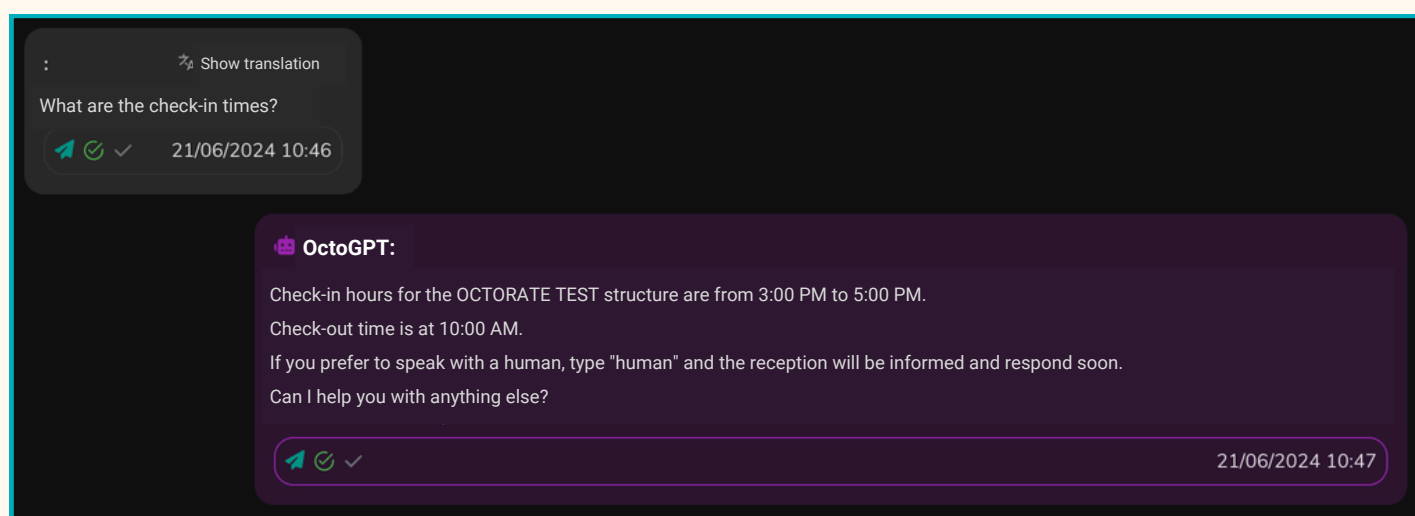 : Show translation
What are the check-in times?
21/06/2024 10:46
OctoGPT:
Check-in hours for the OCTORATE TEST structure are from 3:00 PM to 5:00 PM.
Check-out time is at 10:00 AM.
If you prefer to speak with a human, type "human" and the reception will be informed and respond soon.
Can I help you with anything else?
21/06/2024 10:47